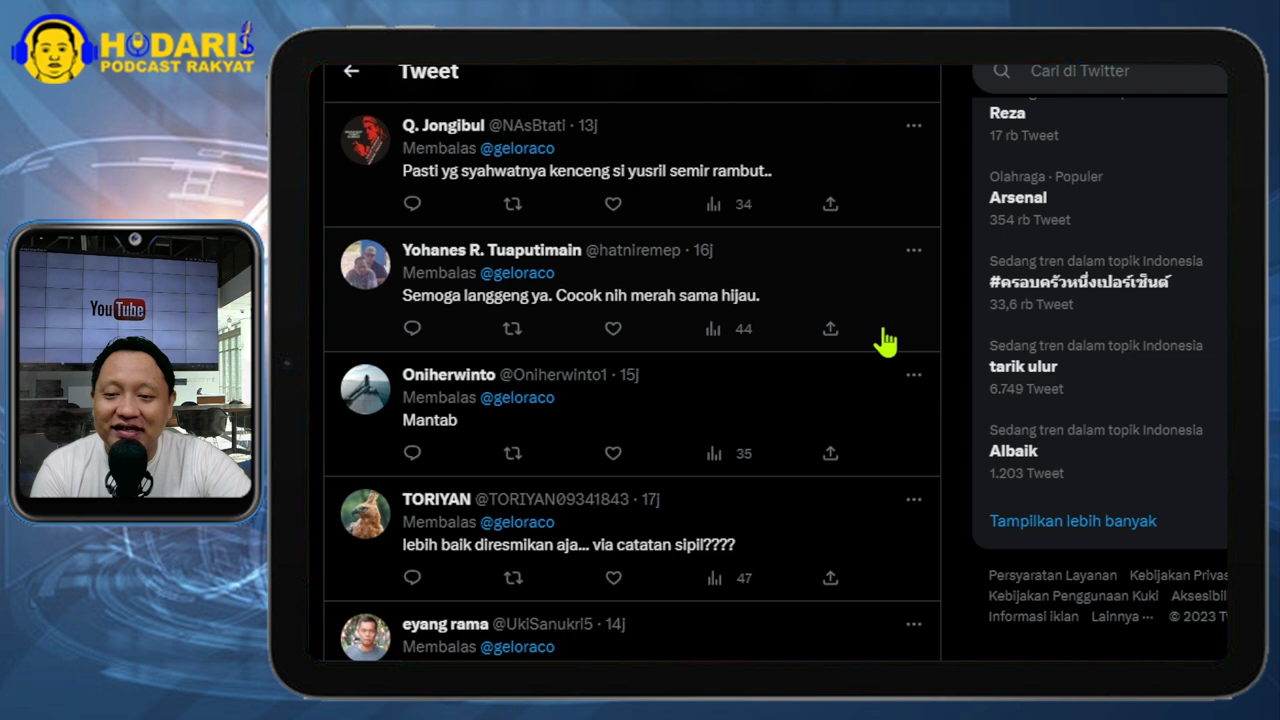 HODARI
PODCAST RAKYAT
YouTube
Tweet
Q. Jongibul @NAsBtati · 13j
Membalas @geloraco
Pasti yg syahwatnya kenceng si yusril semir rambut..
34
Yohanes R. Tuaputimain @hatniremep · 16j
Membalas @geloraco
Semoga langgeng ya. Cocok nih merah sama hijau.
44
Oniherwinto @Oniherwinto1 · 15j
Membalas @geloraco
Mantab
35
TORIYAN @TORIYAN09341843 · 17j
Membalas @geloraco
lebih baik diresmikan aja... via catatan sipil????
47
eyang rama @UkiSanukri5 · 14j
Membalas @geloraco
Cari di Twitter
Reza
17 rb Tweet
Olahraga · Populer
Arsenal
354 rb Tweet
Sedang tren dalam topik Indonesia
#ครอบครัวหนึ่งเปอร์เซ็นต์
33,6 rb Tweet
Sedang tren dalam topik Indonesia
tarik ulur
6.749 Tweet
Sedang tren dalam topik Indonesia
Albaik
1.203 Tweet
Tampilkan lebih banyak
Persyaratan Layanan Kebijakan Privas
Kebijakan Penggunaan Kuki Aksesibil
Informasi iklan Lainnya ··· © 2023 Tw